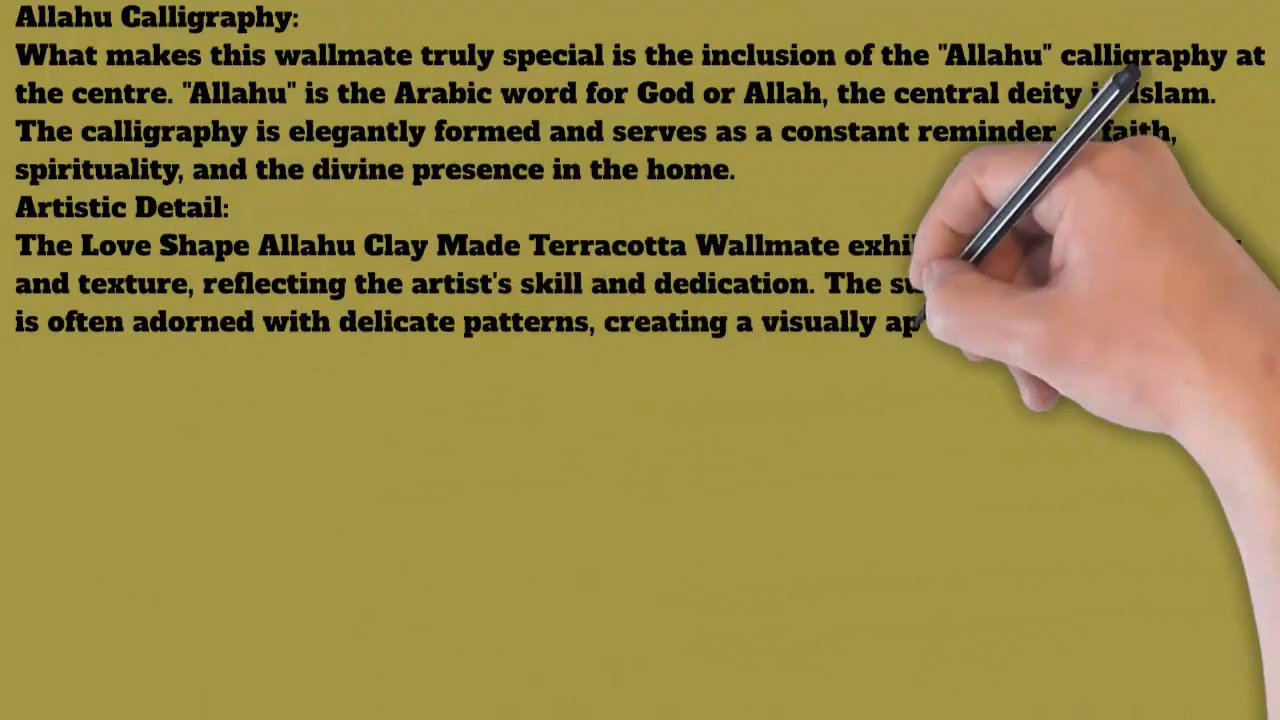 Allahu Calligraphy:
What makes this wallmate truly special is the inclusion of the "Allahu" calligraphy at
the centre. "Allahu" is the Arabic word for God or Allah, the central deity in Islam.
The calligraphy is elegantly formed and serves as a constant reminder faith,
spirituality, and the divine presence in the home.
Artistic Detail:
The Love Shape Allahu Clay Made Terracotta Wallmate
and texture, reflecting the artist's skill and dedication. The
is often adorned with delicate patterns, creating a visually